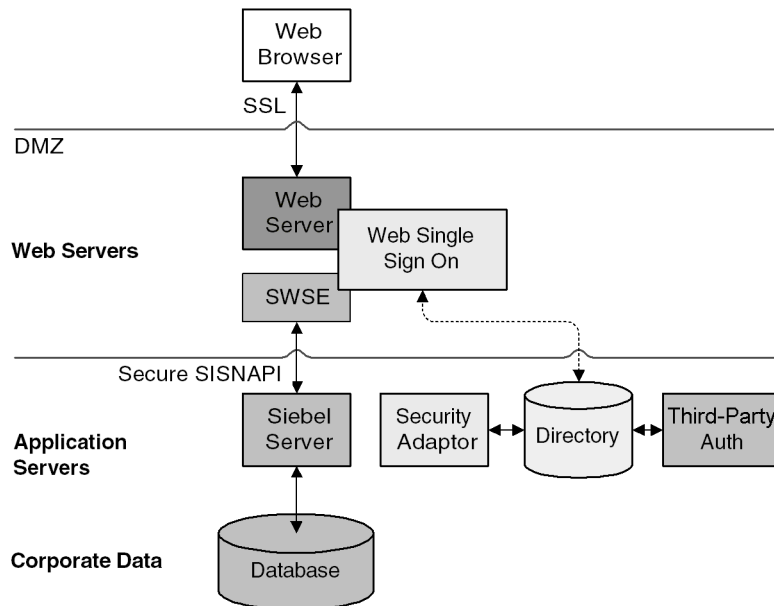 Web
Browser
SSL
DMZ
Web
Server
Web Single
Sign On
Web Servers
SWSE
Secure SISNAPI
Siebel
Server
Security
Adaptor
Directory
Third-Party
Auth
Application
Servers
Corporate Data
Database